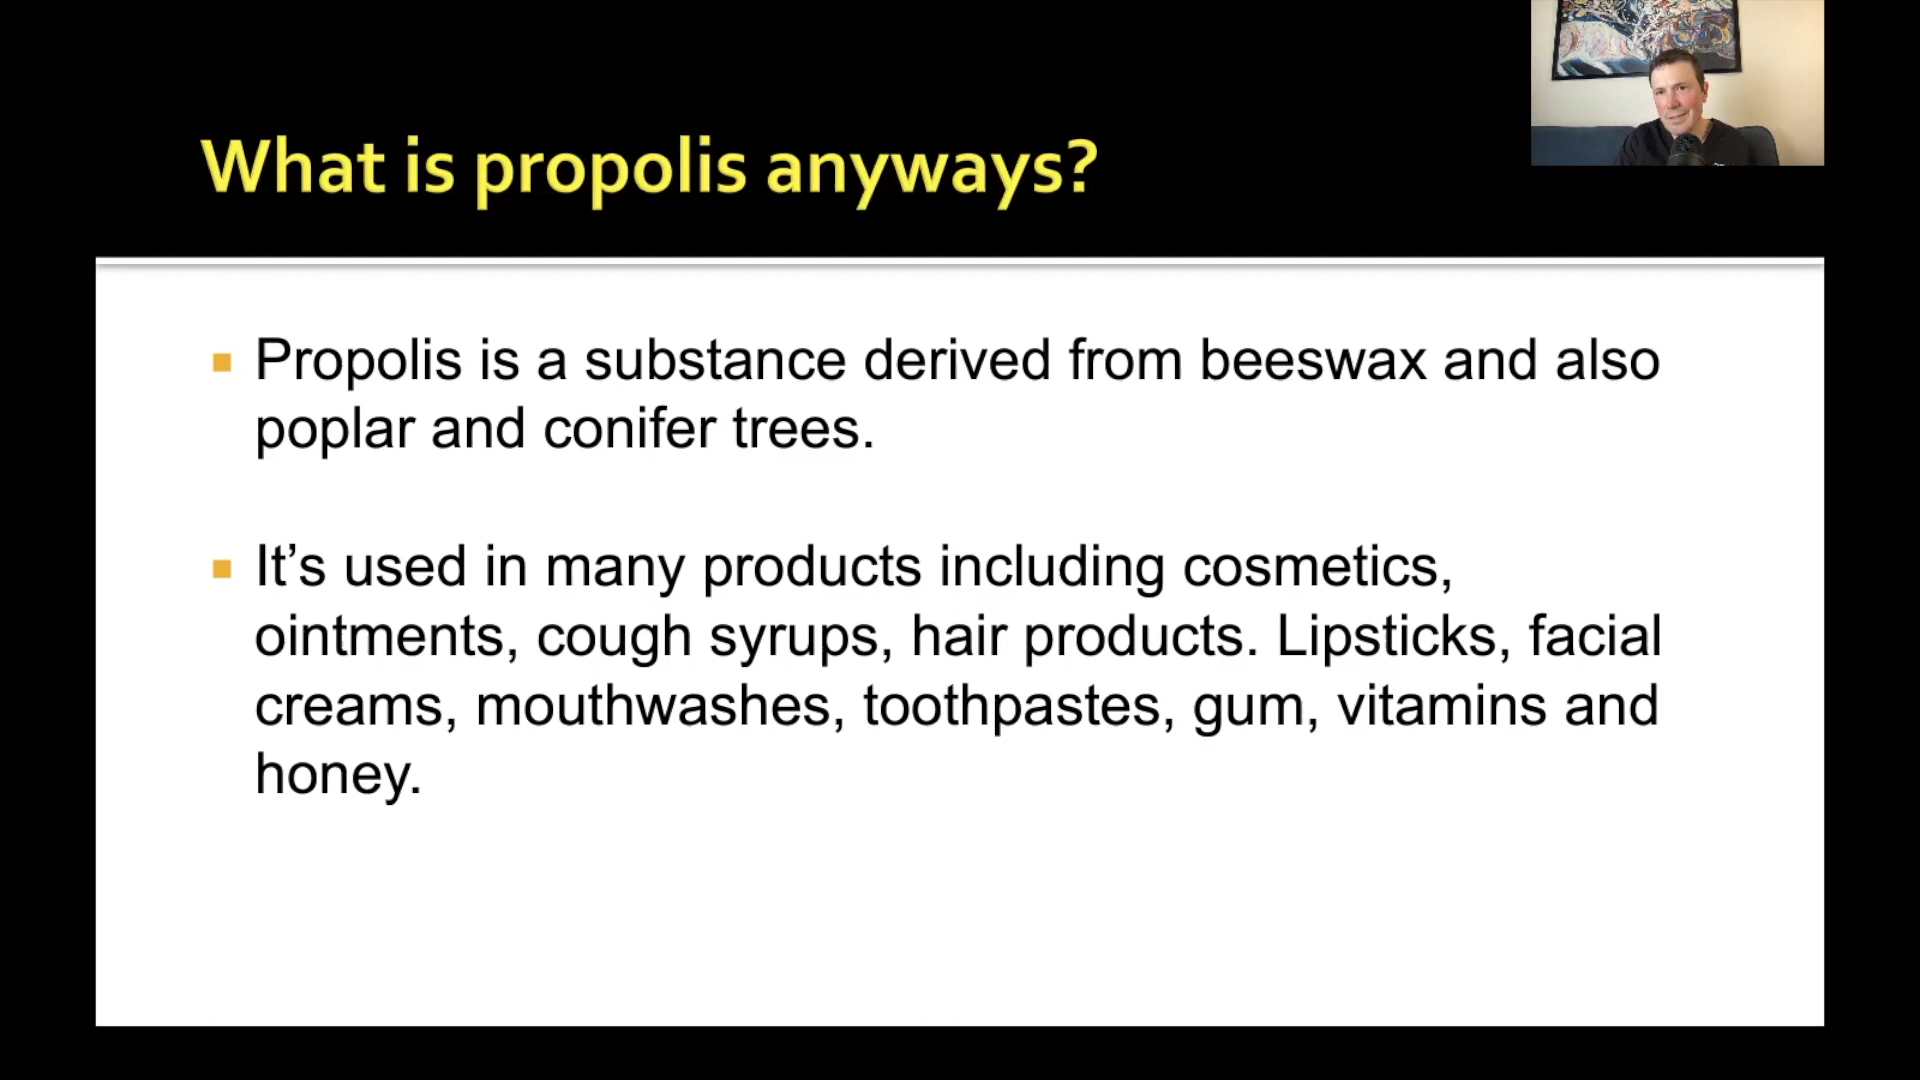 What is propolis anyways?
Propolis is a substance derived from beeswax and also
poplar and conifer trees.
It’s used in many products including cosmetics,
ointments, cough syrups, hair products. Lipsticks, facial
creams, mouthwashes, toothpastes, gum, vitamins and
honey.